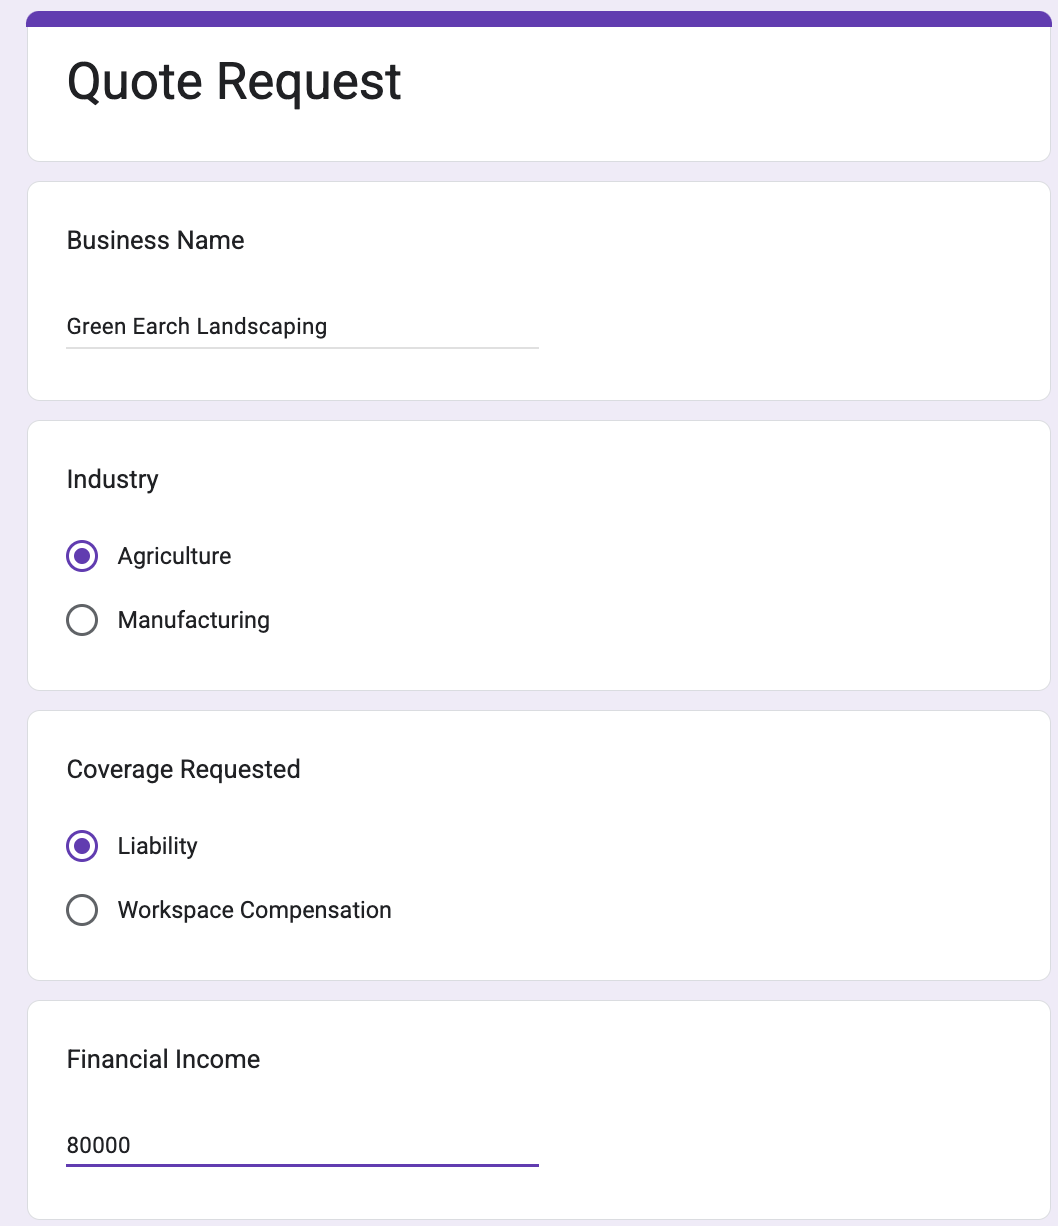 Quote Request
Business Name
Green Earch Landscaping
Industry
Agriculture
Manufacturing
Coverage Requested
Liability
Workspace Compensation
Financial Income
80000